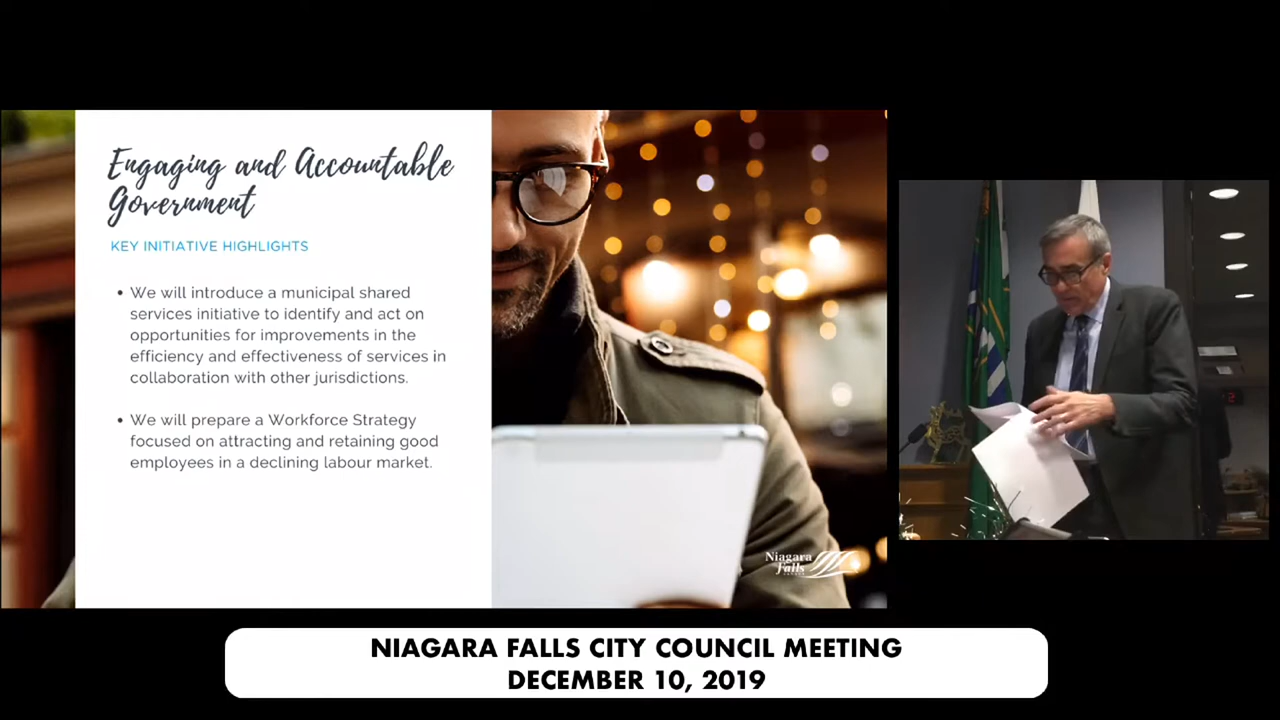 Engaging and Accountable
Government
KEY INITIATIVE HIGHLIGHTS
• We will introduce a municipal shared
services initiative to identify and act on
opportunities for improvements in the
efficiency and effectiveness of services in
collaboration with other jurisdictions.
• We will prepare a Workforce Strategy
focused on attracting and retaining good
employees in a declining labour market.
Niagara
Falls
CANADA
NIAGARA FALLS CITY COUNCIL MEETING
DECEMBER 10, 2019